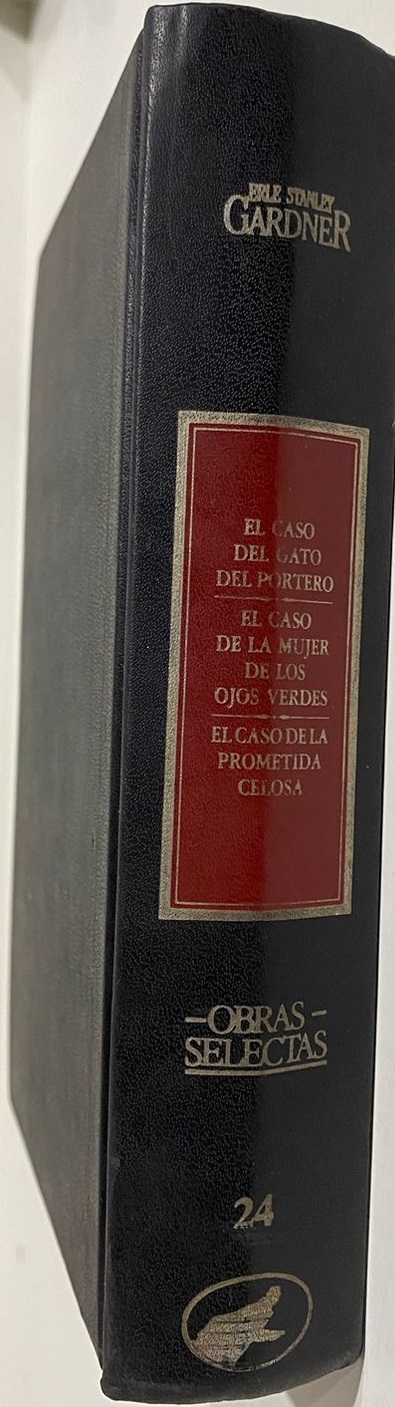 ERLE STANLEY
GARDNER
EL CASO
DEL GATO
DEL PORTERO
EL CASO
DE LA MUJER
DE LOS
OJOS VERDES
EL CASO DE LA
PROMETIDA
CELOSA
-OBRAS-
SELECTAS
24